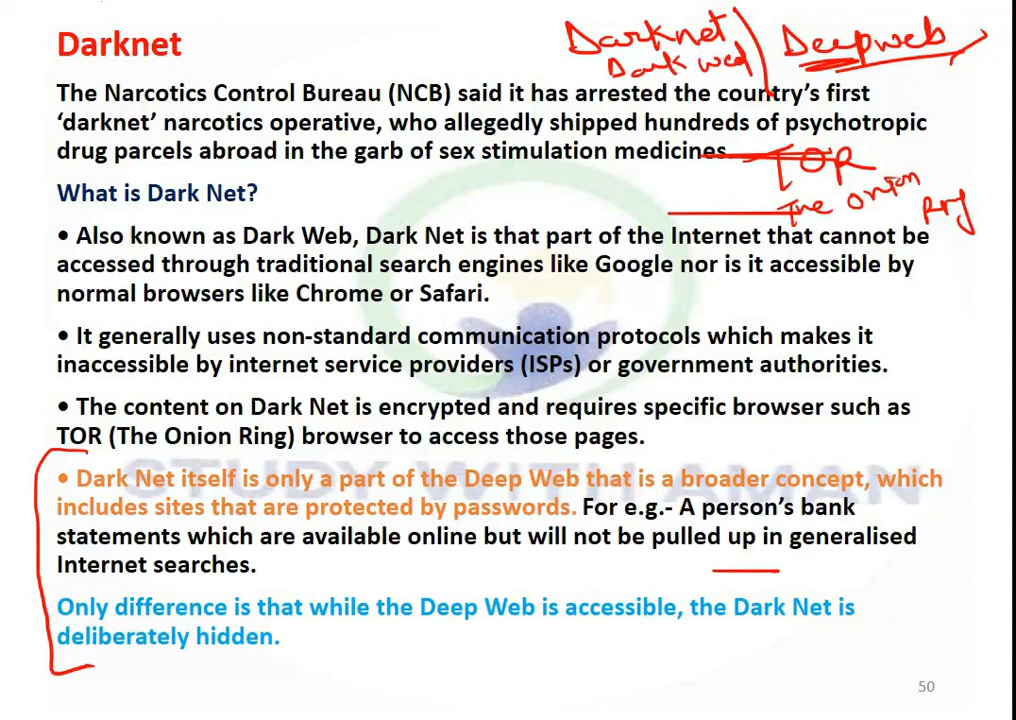 Darknet
Darknet
Dark web
Deepweb
The Narcotics Control Bureau (NCB) said it has arrested the country's first
'darknet' narcotics operative, who allegedly shipped hundreds of psychotropic
drug parcels abroad in the garb of sex stimulation medicines.
TOR
The Onion
What is Dark Net?
• Also known as Dark Web, Dark Net is that part of the Internet that cannot be
accessed through traditional search engines like Google nor is it accessible by
normal browsers like Chrome or Safari.
• It generally uses non-standard communication protocols which makes it
inaccessible by internet service providers (ISPs) or government authorities.
• The content on Dark Net is encrypted and requires specific browser such as
TOR (The Onion Ring) browser to access those pages.
STUDY WITH AMAN
• Dark Net itself is only a part of the Deep Web that is a broader concept, which
includes sites that are protected by passwords. For e.g.- A person's bank
statements which are available online but will not be pulled up in generalised
Internet searches.
Only difference is that while the Deep Web is accessible, the Dark Net is
deliberately hidden.
50